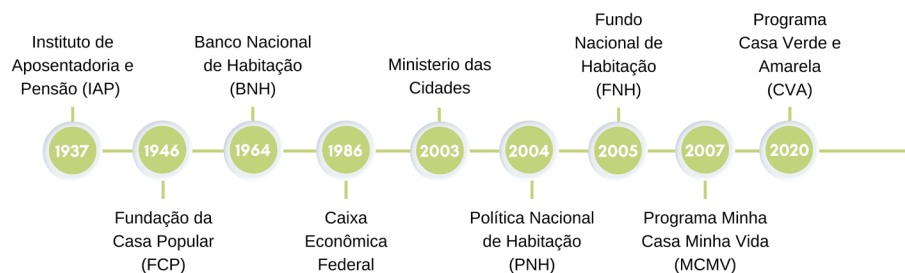 Instituto de
Aposentadoria e
Pensão (IAP)
1937
1946
Fundação da
Casa Popular
(FCP)
Banco Nacional
de Habitação
(BNH)
1964
1986
Caixa
Econômica
Federal
Ministerio das
Cidades
2003
2004
Política Nacional
de Habitação
(PNH)
Fundo
Nacional de
Habitação
(FNH)
2005
2007
Programa Minha
Casa Minha Vida
(MCMV)
Programa
Casa Verde e
Amarela
(CVA)
2020